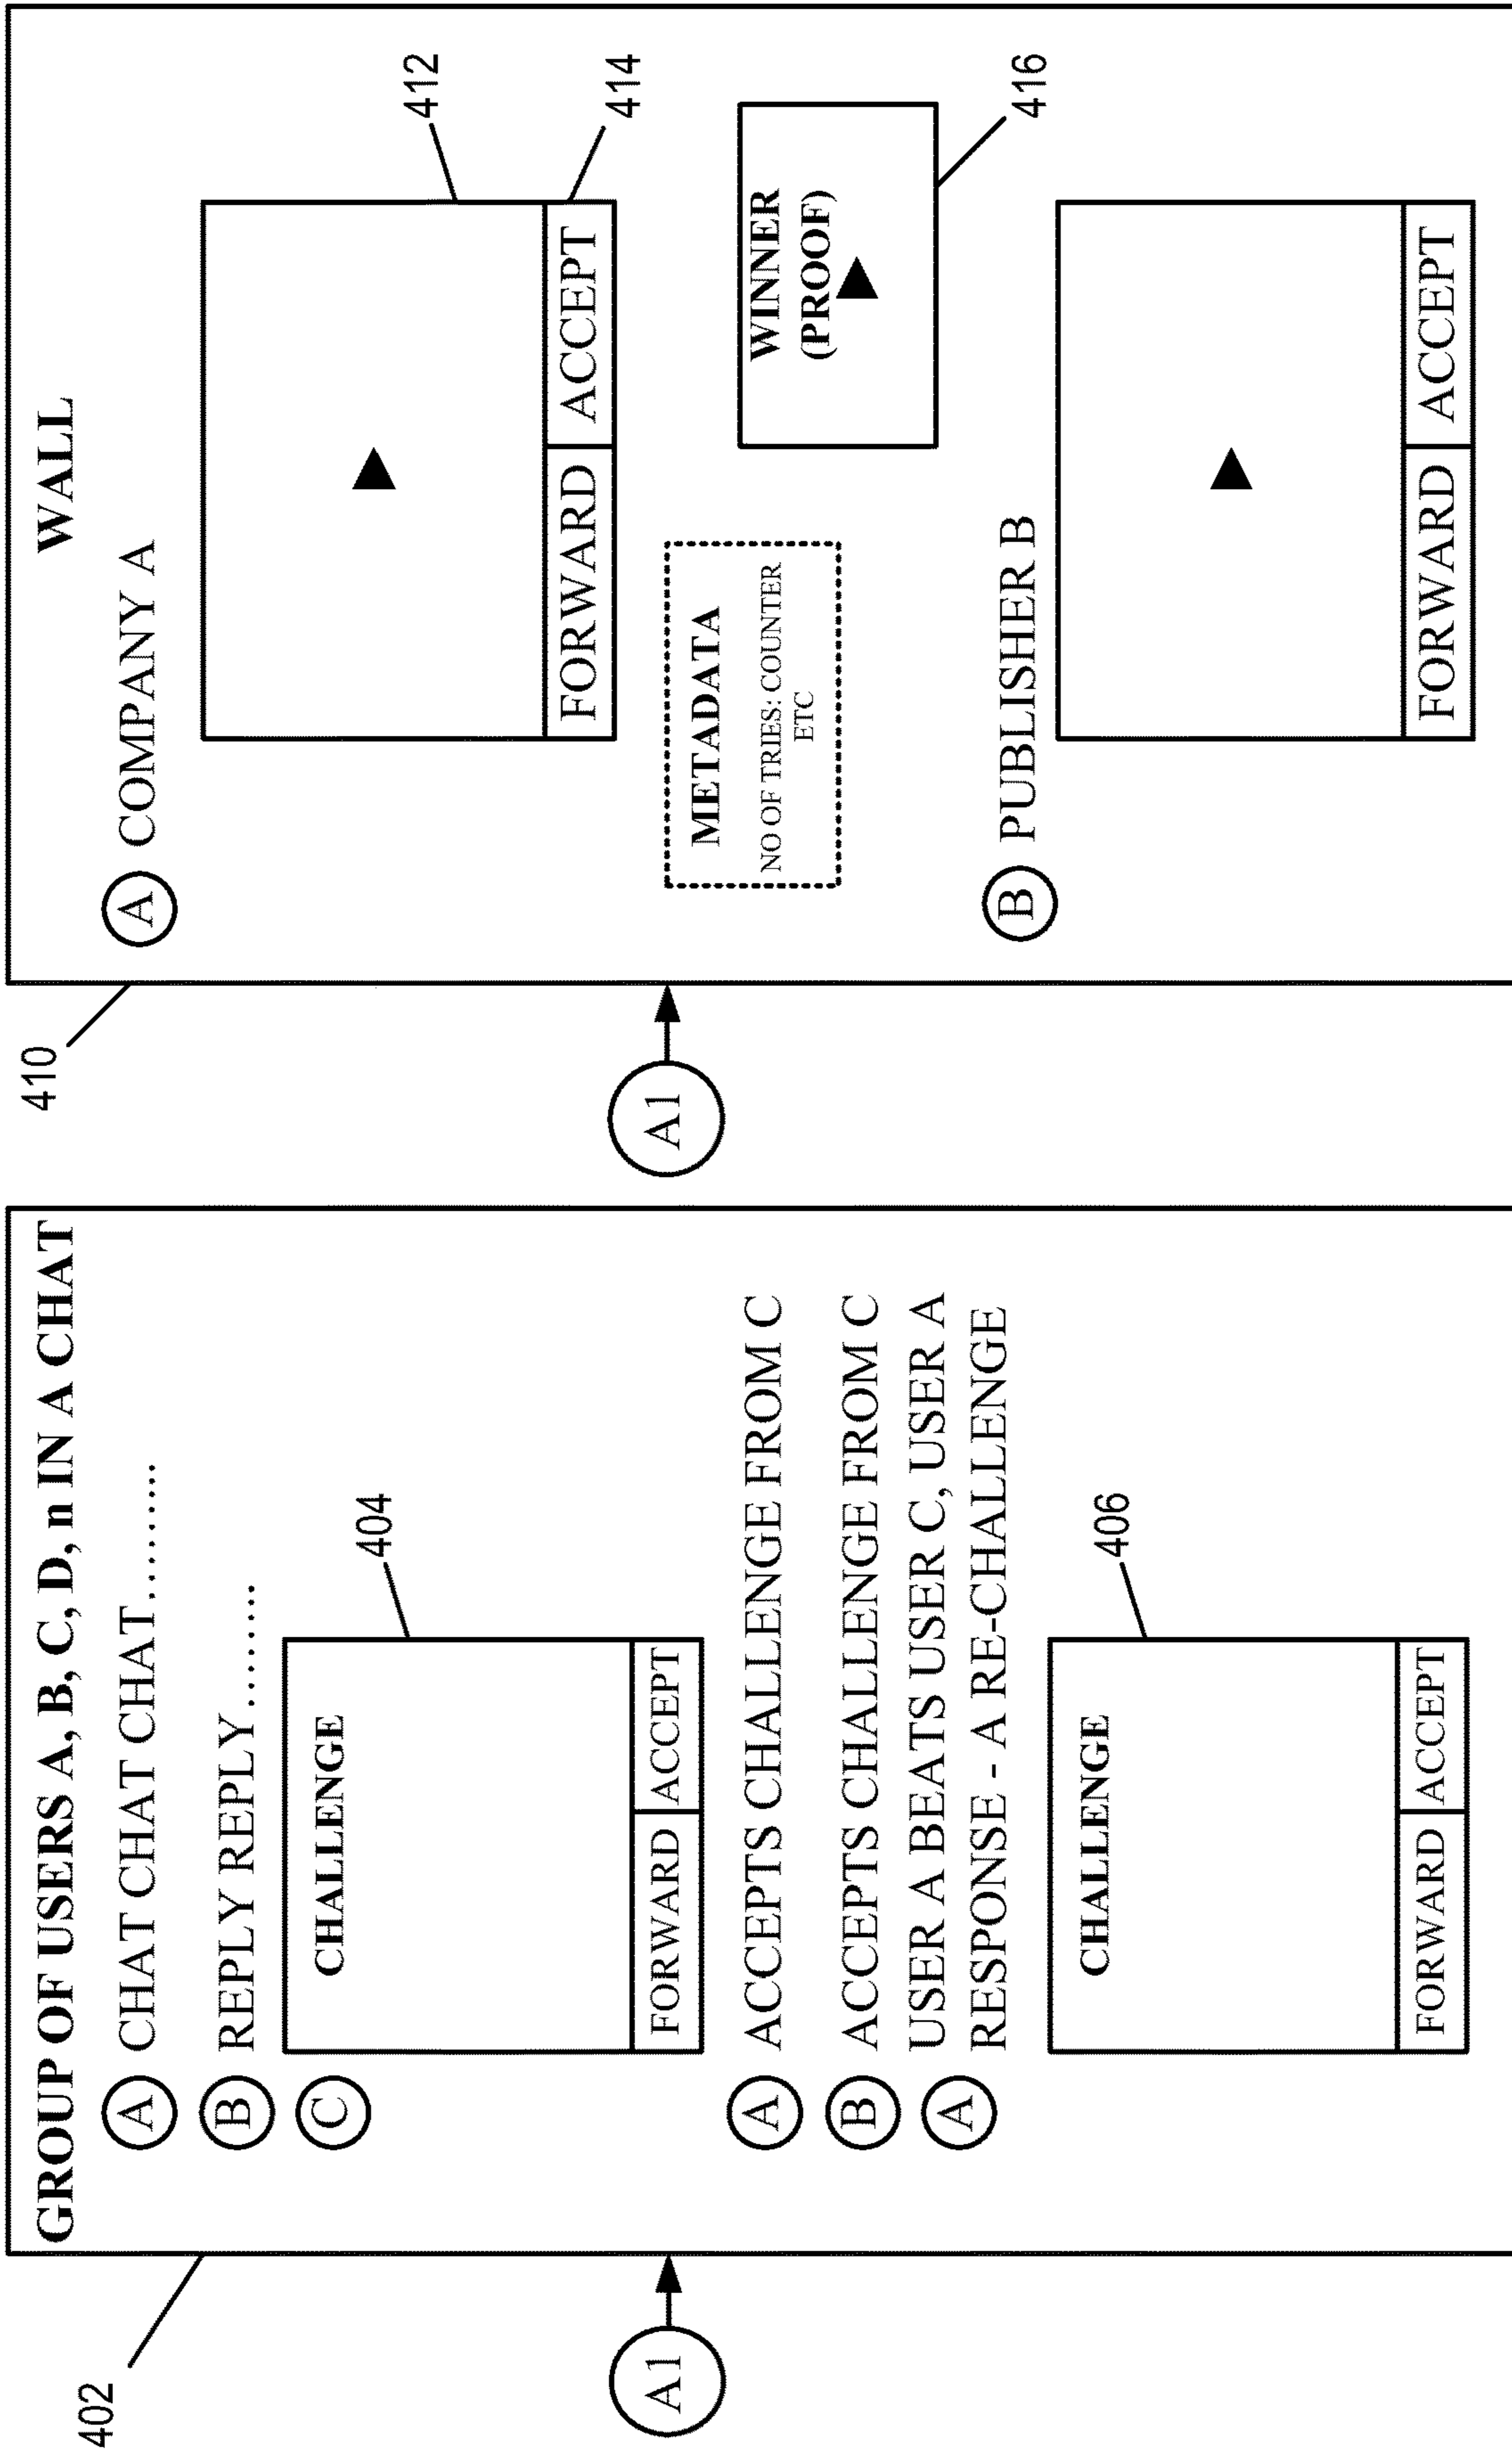 402
A1
GROUP OF USERS A, B, C, D, n IN A CHAT
A CHAT CHAT CHAT.........
B REPLY REPLY........
C
CHALLENGE
404
FORWARD ACCEPT
A ACCEPTS CHALLENGE FROM C
B ACCEPTS CHALLENGE FROM C
A USER A BEATS USER C, USER A
RESPONSE - A RE-CHALLENGE
CHALLENGE
406
FORWARD ACCEPT
410
A1
WALL
A COMPANY A
412
FORWARD ACCEPT
414
METADATA
NO OF TRIES: COUNTER
ETC
WINNER
(PROOF)
416
B PUBLISHER B
FORWARD ACCEPT